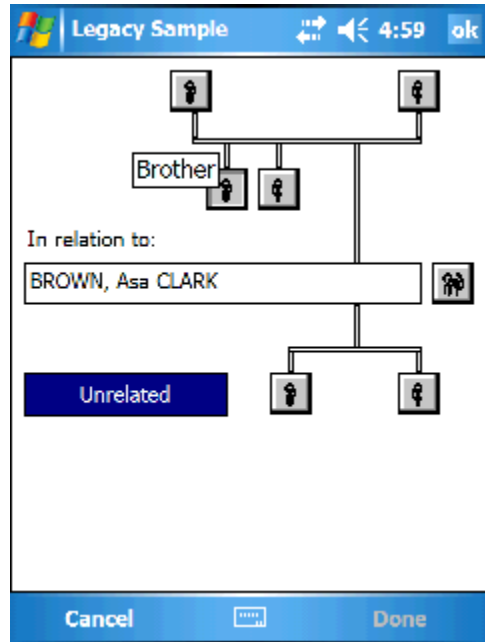 Legacy Sample 4:59 ok
Brother
In relation to:
BROWN, Asa CLARK
Unrelated
Cancel Done